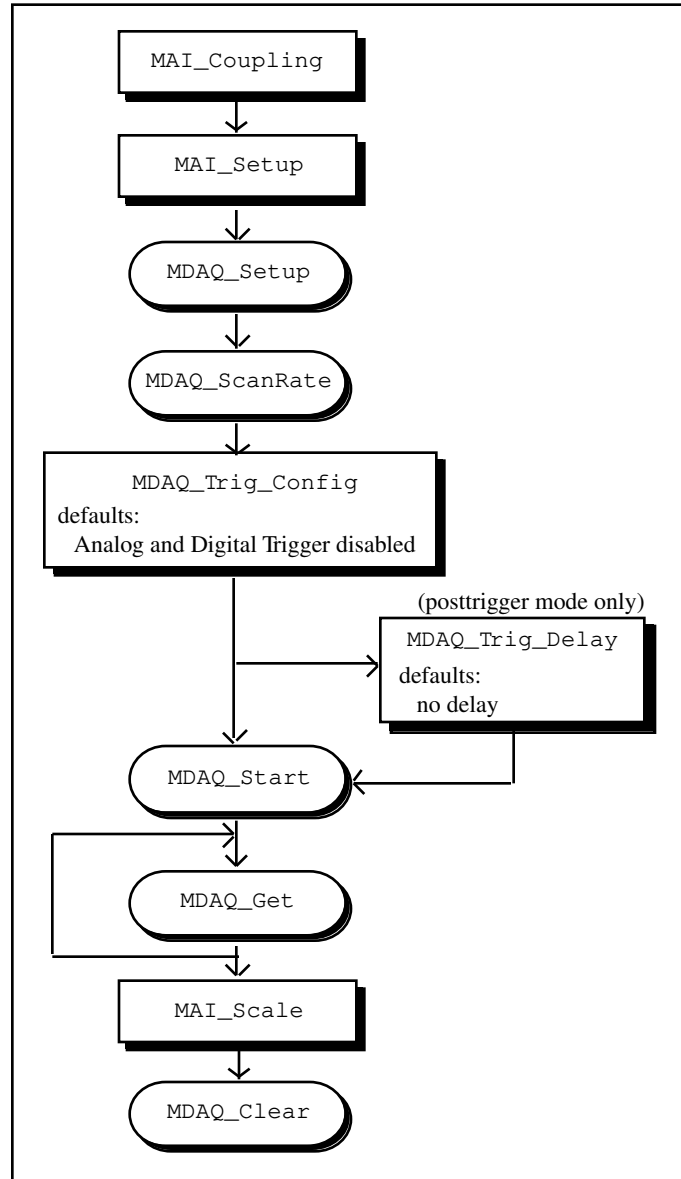 MAI_Coupling
MAI_Setup
MDAQ_Setup
MDAQ_ScanRate
MDAQ_Trig_Config
defaults:
Analog and Digital Trigger disabled
(posttrigger mode only)
MDAQ_Trig_Delay
defaults:
no delay
MDAQ_Start
MDAQ_Get
MAI_Scale
MDAQ_Clear